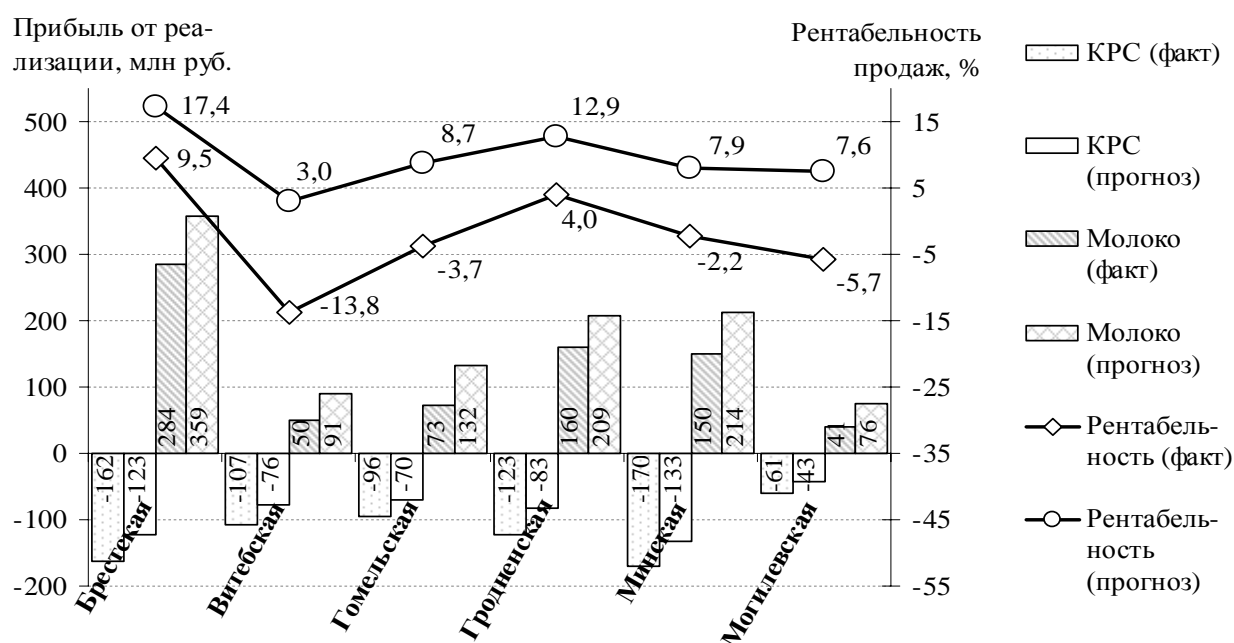 Прибыль от реа-
лизации, млн руб.
Рентабельность
продаж, %
500
400
300
200
100
0
-100
-200
15
5
-5
-15
-25
-35
-45
-55
17,4
3,0
8,7
12,9
7,9
7,6
9,5
-13,8
-3,7
4,0
-2,2
-5,7
-162
-123
284
359
-107
-76
50
91
-96
-70
73
132
-123
-83
160
209
-170
-133
150
214
-61
-43
41
76
Брестская
Витебская
Гомельская
Гродненская
Минская
Могилевская
КРС (факт)
КРС
(прогноз)
Молоко
(факт)
Молоко
(прогноз)
Рентабель-
ность (факт)
Рентабель-
ность
(прогноз)